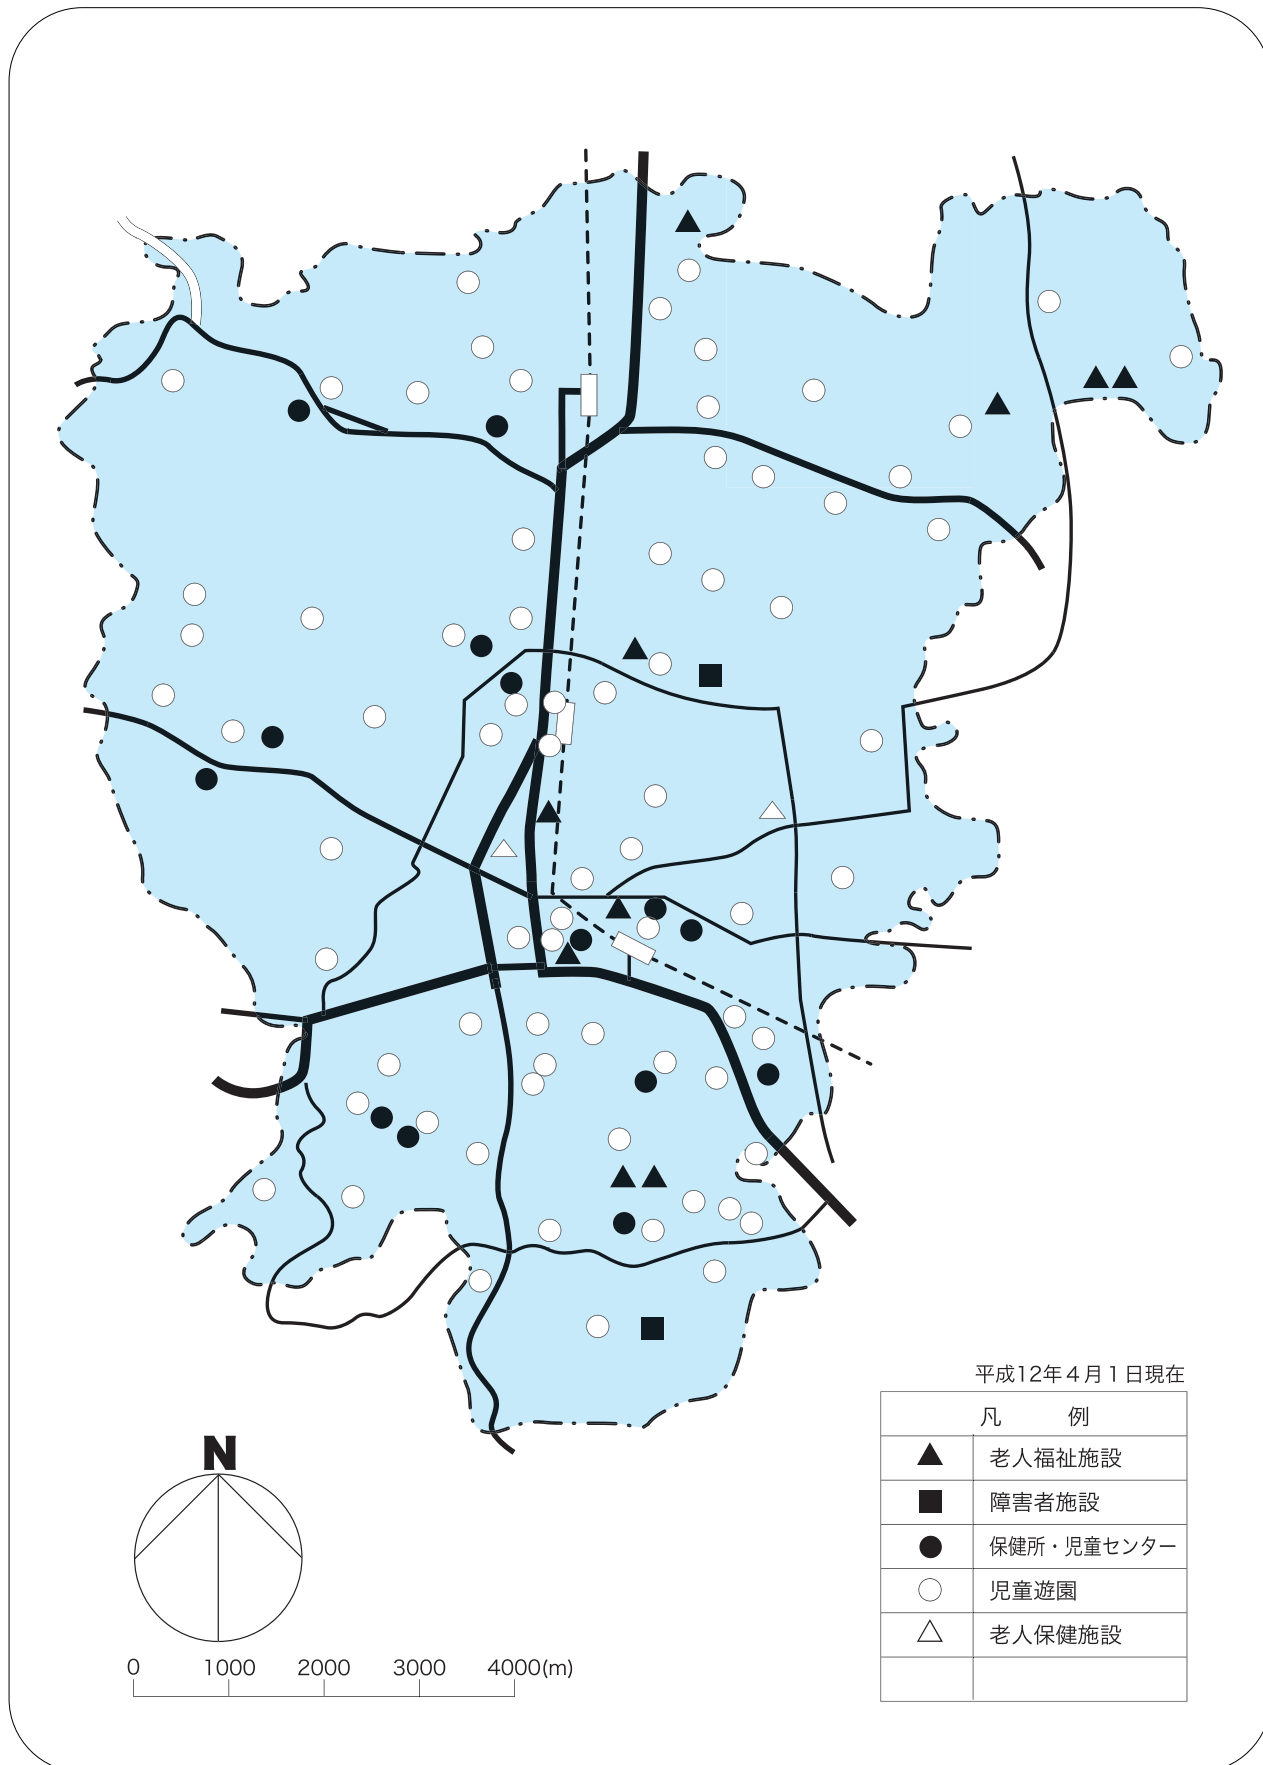 平成12年4月1日現在
凡　例
老人福祉施設
障害者施設
保健所・児童センター
児童遊園
老人保健施設
N
0 1000 2000 3000 4000(m)